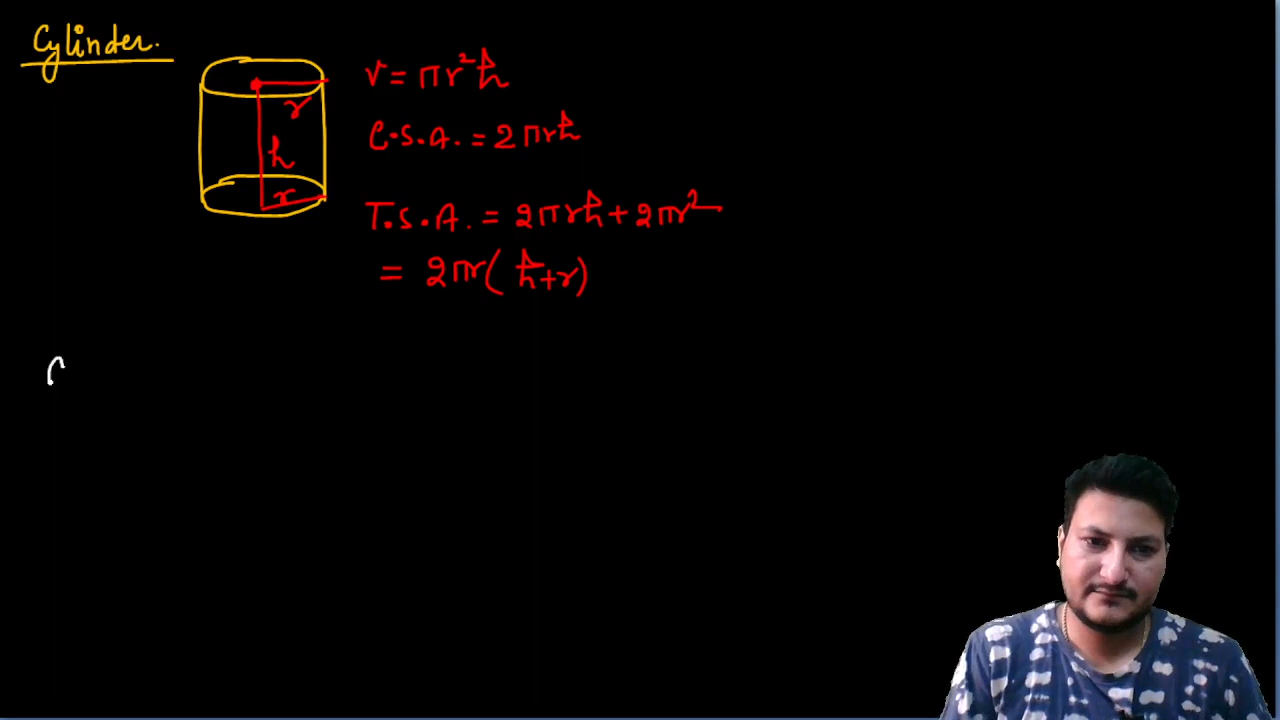 Cylinder.
V = πr²h
r
C.S.A. = 2πrh
h
r
T.S.A. = 2πrh + 2πr²
= 2πr(h+r)